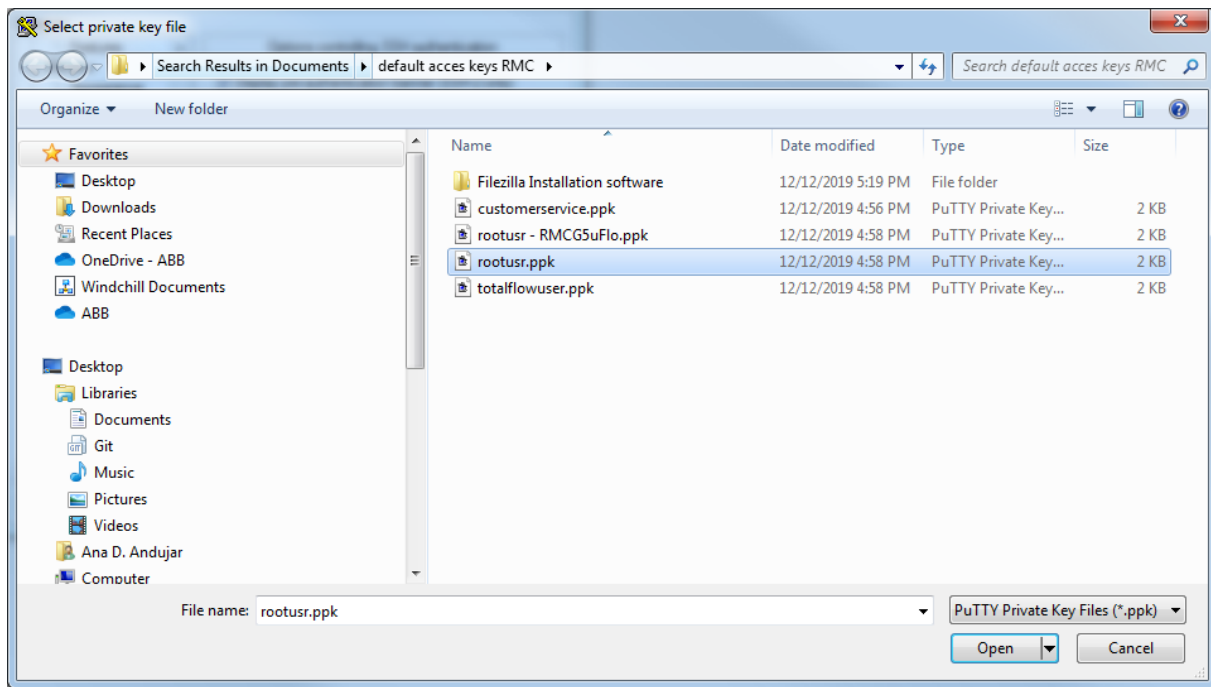 Select private key file
Search Results in Documents default acces keys RMC
Search default acces keys RMC
Organize New folder
Favorites
Desktop
Downloads
Recent Places
OneDrive - ABB
Windchill Documents
ABB
Desktop
Libraries
Documents
Git
Music
Pictures
Videos
Ana D. Andujar
Computer
Name Date modified Type Size
Filezilla Installation software 12/12/2019 5:19 PM File folder
customerservice.ppk 12/12/2019 4:56 PM PuTTY Private Key... 2 KB
rootusr - RMCG5uFlo.ppk 12/12/2019 4:58 PM PuTTY Private Key... 2 KB
rootusr.ppk 12/12/2019 4:58 PM PuTTY Private Key... 2 KB
totalflowuser.ppk 12/12/2019 4:58 PM PuTTY Private Key... 2 KB
File name: rootusr.ppk PuTTY Private Key Files (*.ppk)
Open Cancel